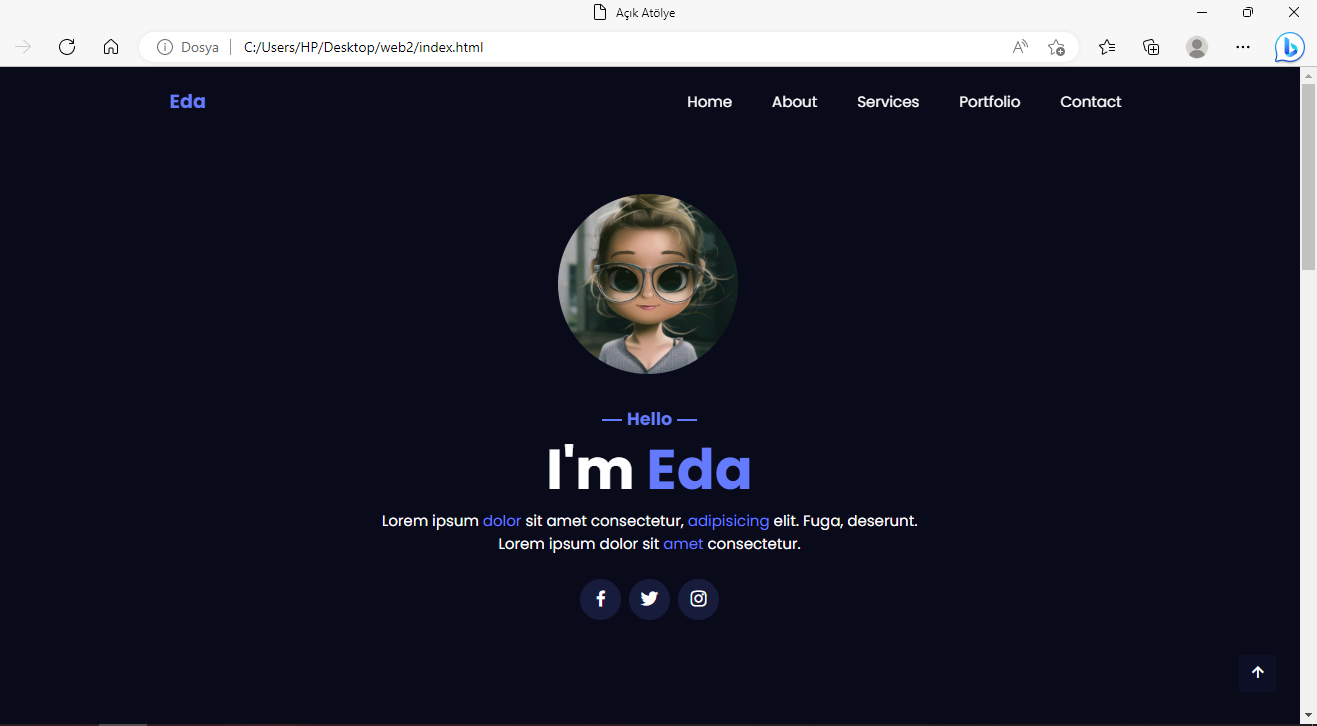 Açık Atölye
Dosya
C:/Users/HP/Desktop/web2/index.html
Eda
Home
About
Services
Portfolio
Contact
— Hello —
I'm Eda
Lorem ipsum dolor sit amet consectetur, adipisicing elit. Fuga, deserunt.
Lorem ipsum dolor sit amet consectetur.